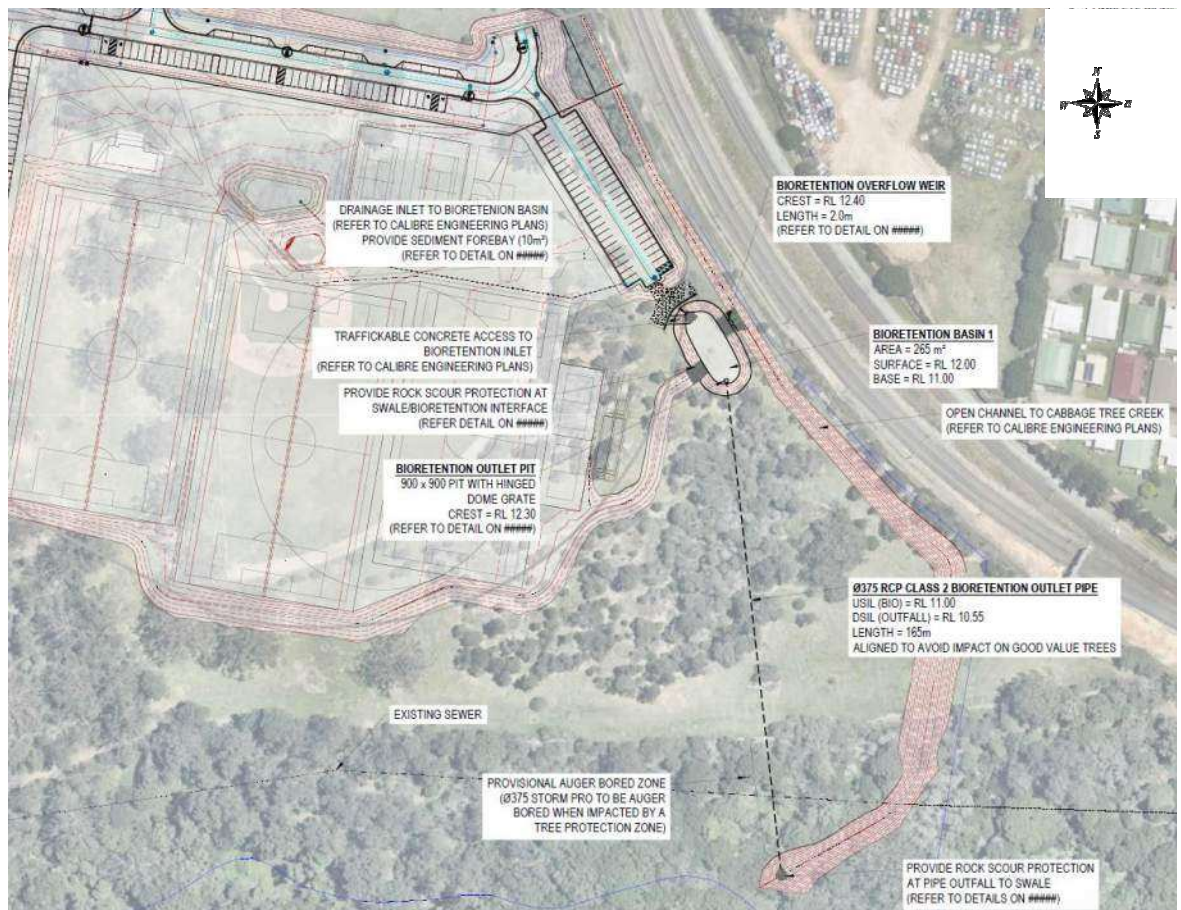 N
W E
S
BIORETENTION OVERFLOW WEIR
CREST = RL 12.40
LENGTH = 2.0m
(REFER TO DETAIL ON #####)
DRAINAGE INLET TO BIORETENION BASIN
(REFER TO CALIBRE ENGINEERING PLANS)
PROVIDE SEDIMENT FOREBAY (10m²)
(REFER TO DETAIL ON #####)
TRAFFICKABLE CONCRETE ACCESS TO
BIORETENTION INLET
(REFER TO CALIBRE ENGINEERING PLANS)
BIORETENTION BASIN 1
AREA = 265 m²
SURFACE = RL 12.00
BASE = RL 11.00
PROVIDE ROCK SCOUR PROTECTION AT
SWALE/BIORETENTION INTERFACE
(REFER DETAIL ON #####)
OPEN CHANNEL TO CABBAGE TREE CREEK
(REFER TO CALIBRE ENGINEERING PLANS)
BIORETENTION OUTLET PIT
900 x 900 PIT WITH HINGED
DOME GRATE
CREST = RL 12.30
(REFER TO DETAIL ON #####)
Ø375 RCP CLASS 2 BIORETENTION OUTLET PIPE
USIL (BIO) = RL 11.00
DSIL (OUTFALL) = RL 10.55
LENGTH = 165m
ALIGNED TO AVOID IMPACT ON GOOD VALUE TREES
EXISTING SEWER
PROVISIONAL AUGER BORED ZONE
(Ø375 STORM PRO TO BE AUGER
BORED WHEN IMPACTED BY A
TREE PROTECTION ZONE)
PROVIDE ROCK SCOUR PROTECTION
AT PIPE OUTFALL TO SWALE
(REFER TO DETAILS ON #####)